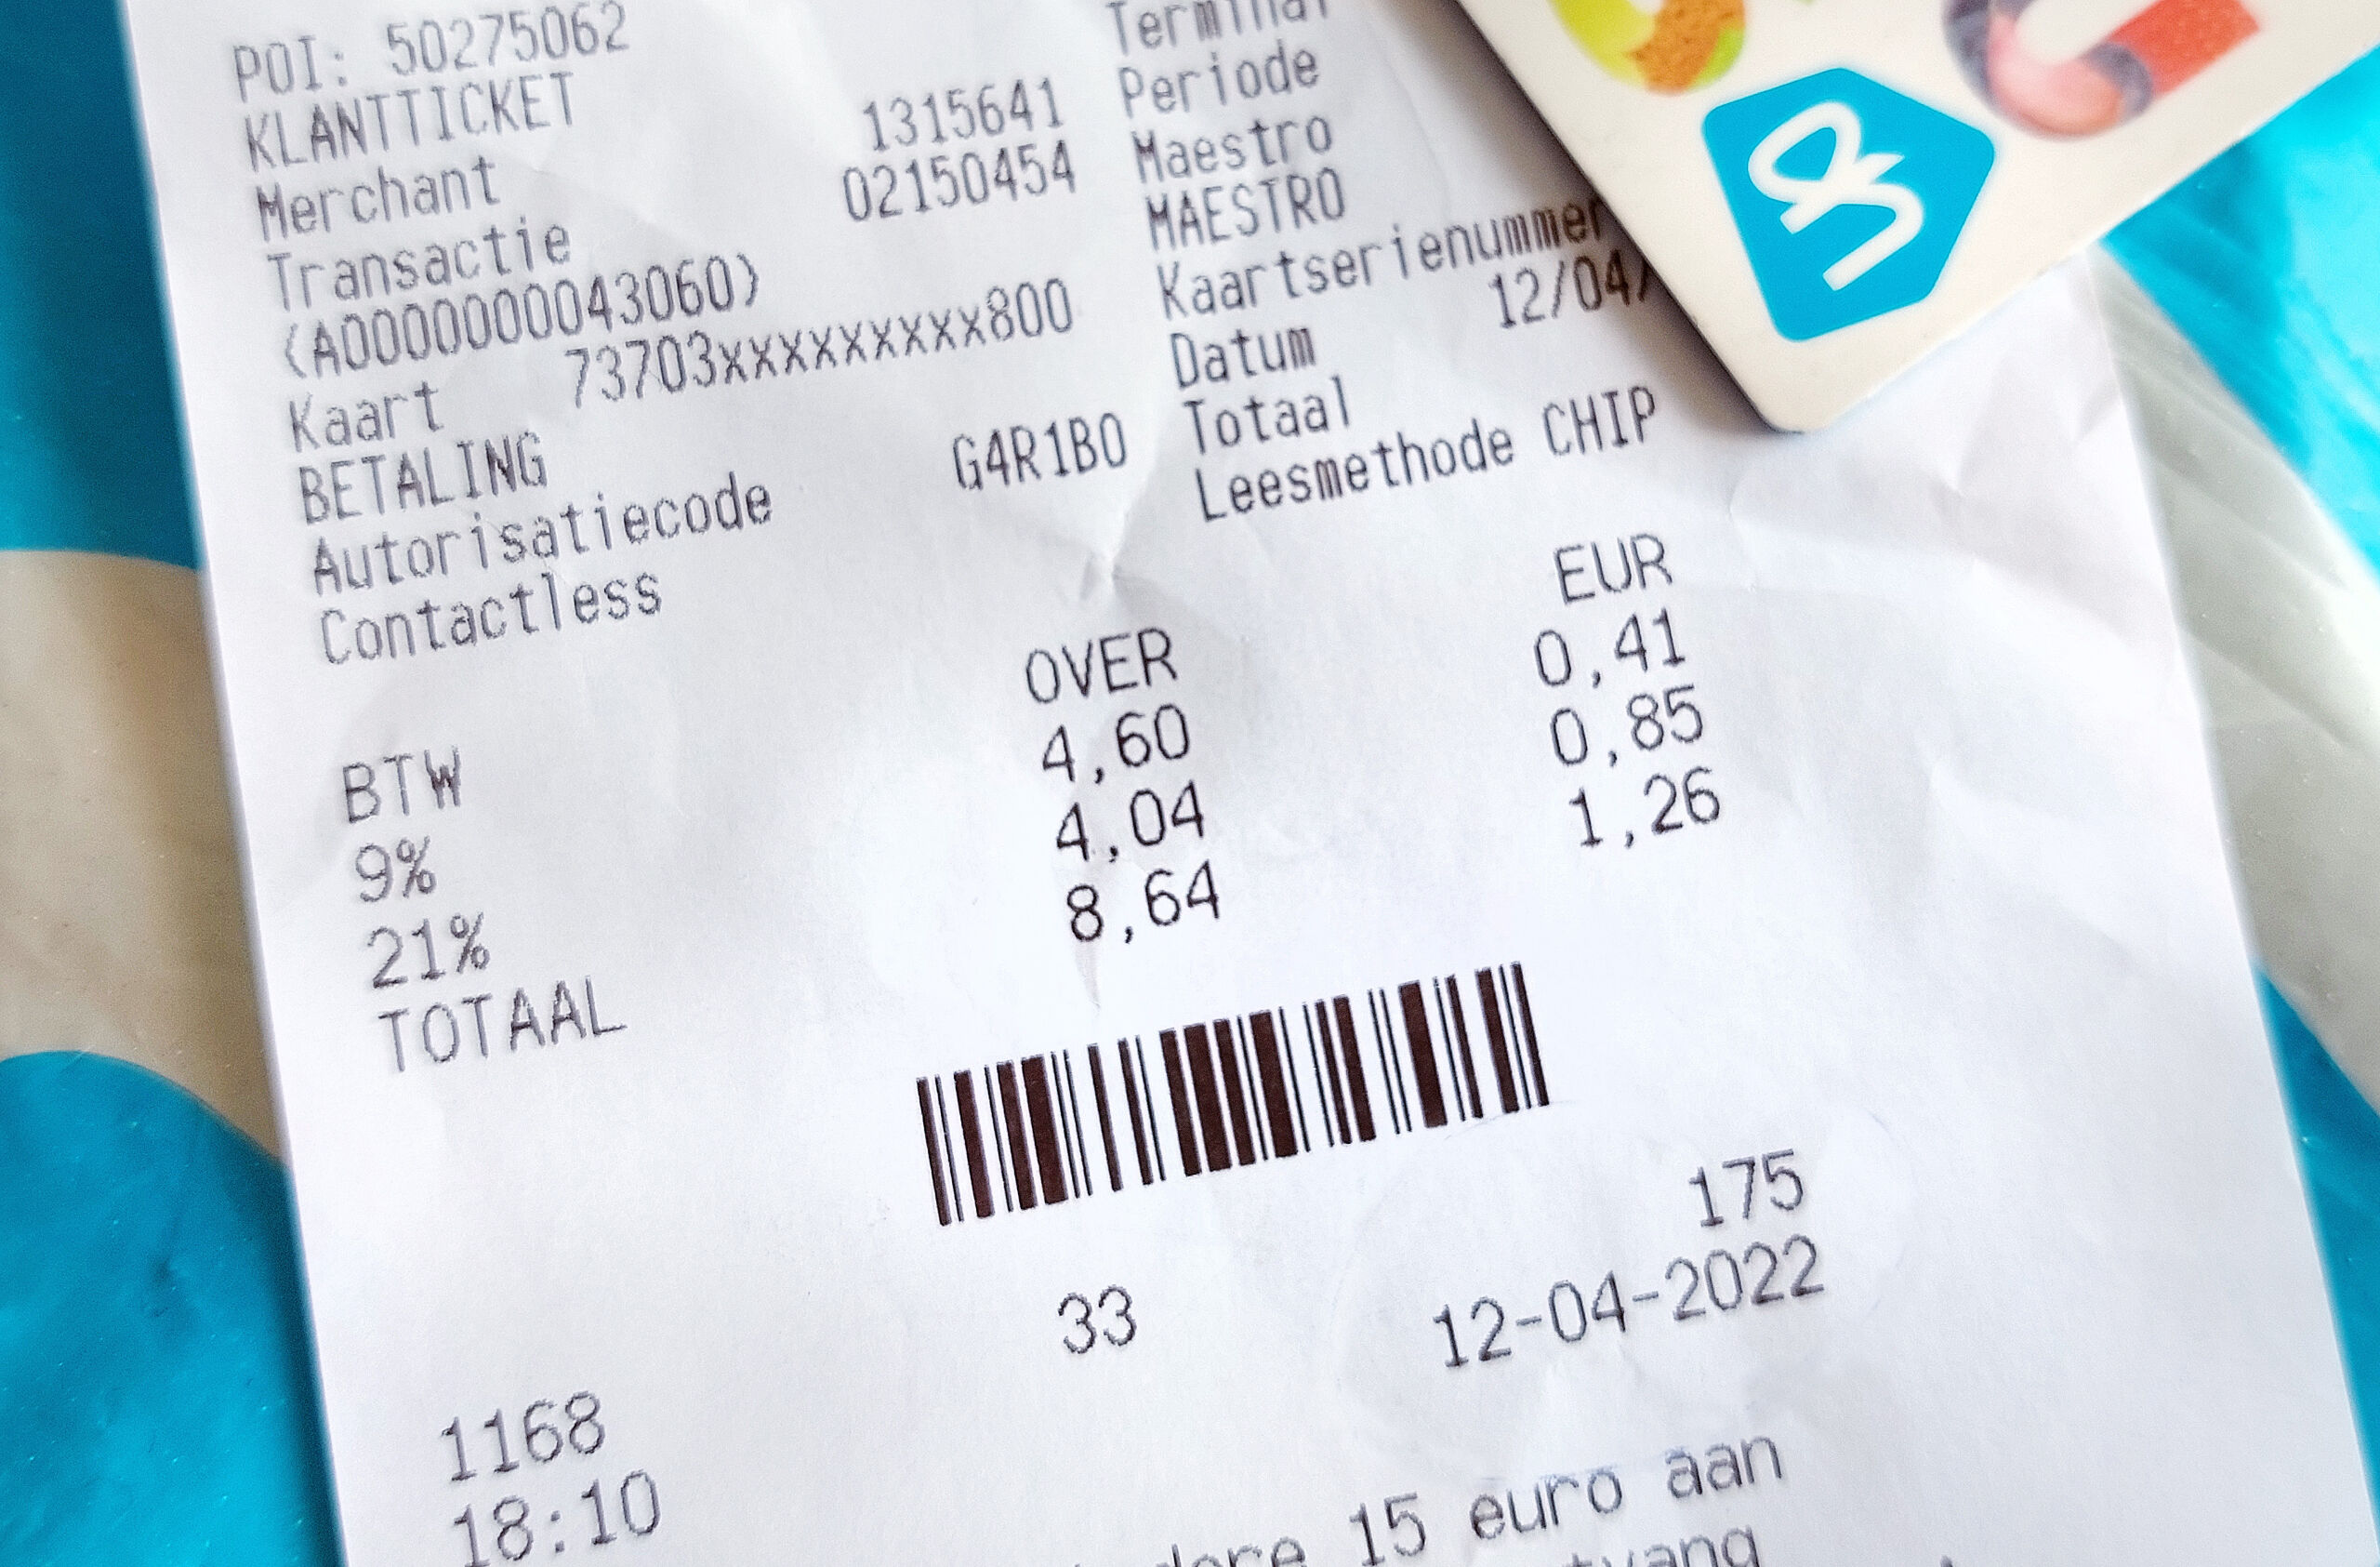 POI: 50275062
KLANTTICKET
Merchant 1315641
Transactie 02150454
(A0000000043060)
Kaart 73703xxxxxxxxx800
BETALING
Autorisatiecode G4R1B0
Contactless
Terminal
Periode
Maestro
MAESTRO
Kaartserienummer
Datum 12/04/
Totaal
Leesmethode CHIP
BTW OVER EUR
9% 4,60 0,41
21% 4,04 0,85
TOTAAL 8,64 1,26
175
1168 33 12-04-2022
18:10
15 euro aan